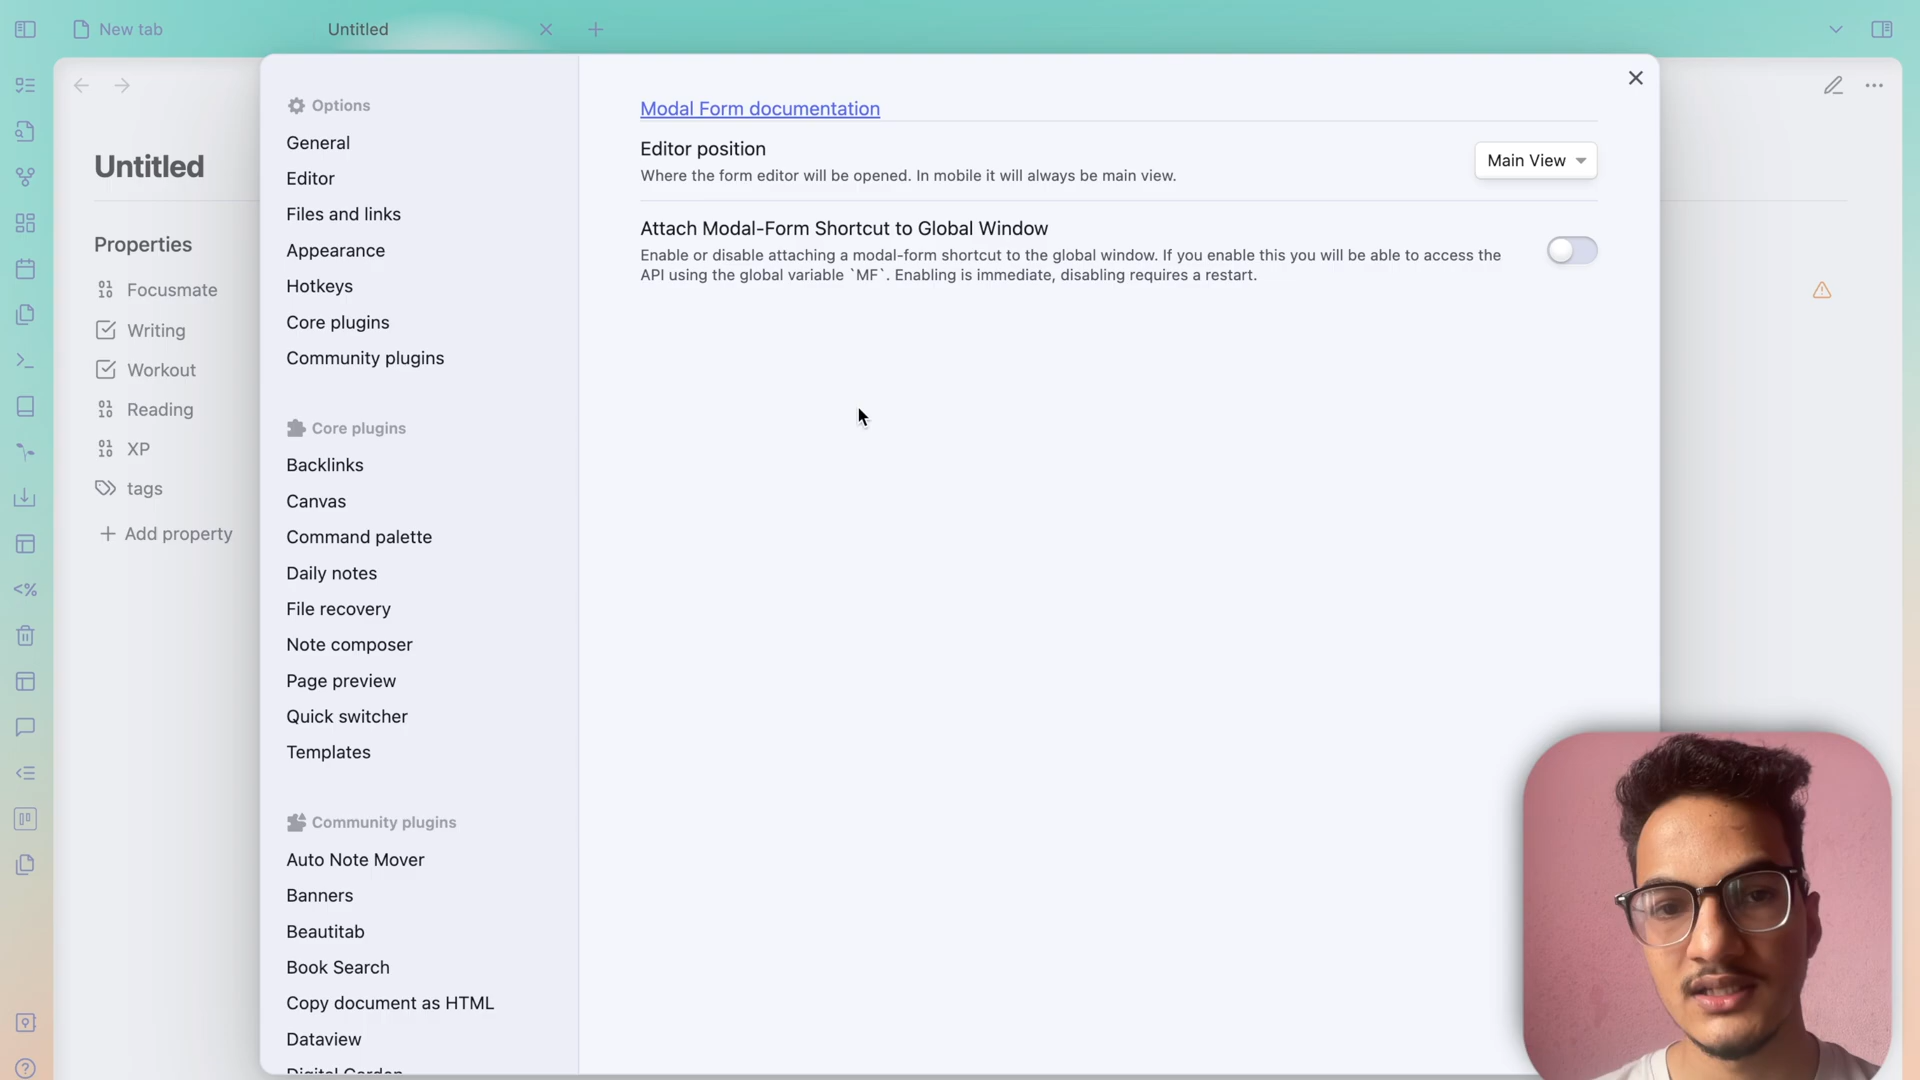 New tab
Untitled
Untitled
Properties
Focusmate
Writing
Workout
Reading
XP
tags
Add property
Options
General
Editor
Files and links
Appearance
Hotkeys
Core plugins
Community plugins
Core plugins
Backlinks
Canvas
Command palette
Daily notes
File recovery
Note composer
Page preview
Quick switcher
Templates
Community plugins
Auto Note Mover
Banners
Beautitab
Book Search
Copy document as HTML
Dataview
Digital Garden
Modal Form documentation
Editor position
Where the form editor will be opened. In mobile it will always be main view.
Main View
Attach Modal-Form Shortcut to Global Window
Enable or disable attaching a modal-form shortcut to the global window. If you enable this you will be able to access the
API using the global variable `MF`. Enabling is immediate, disabling requires a restart.